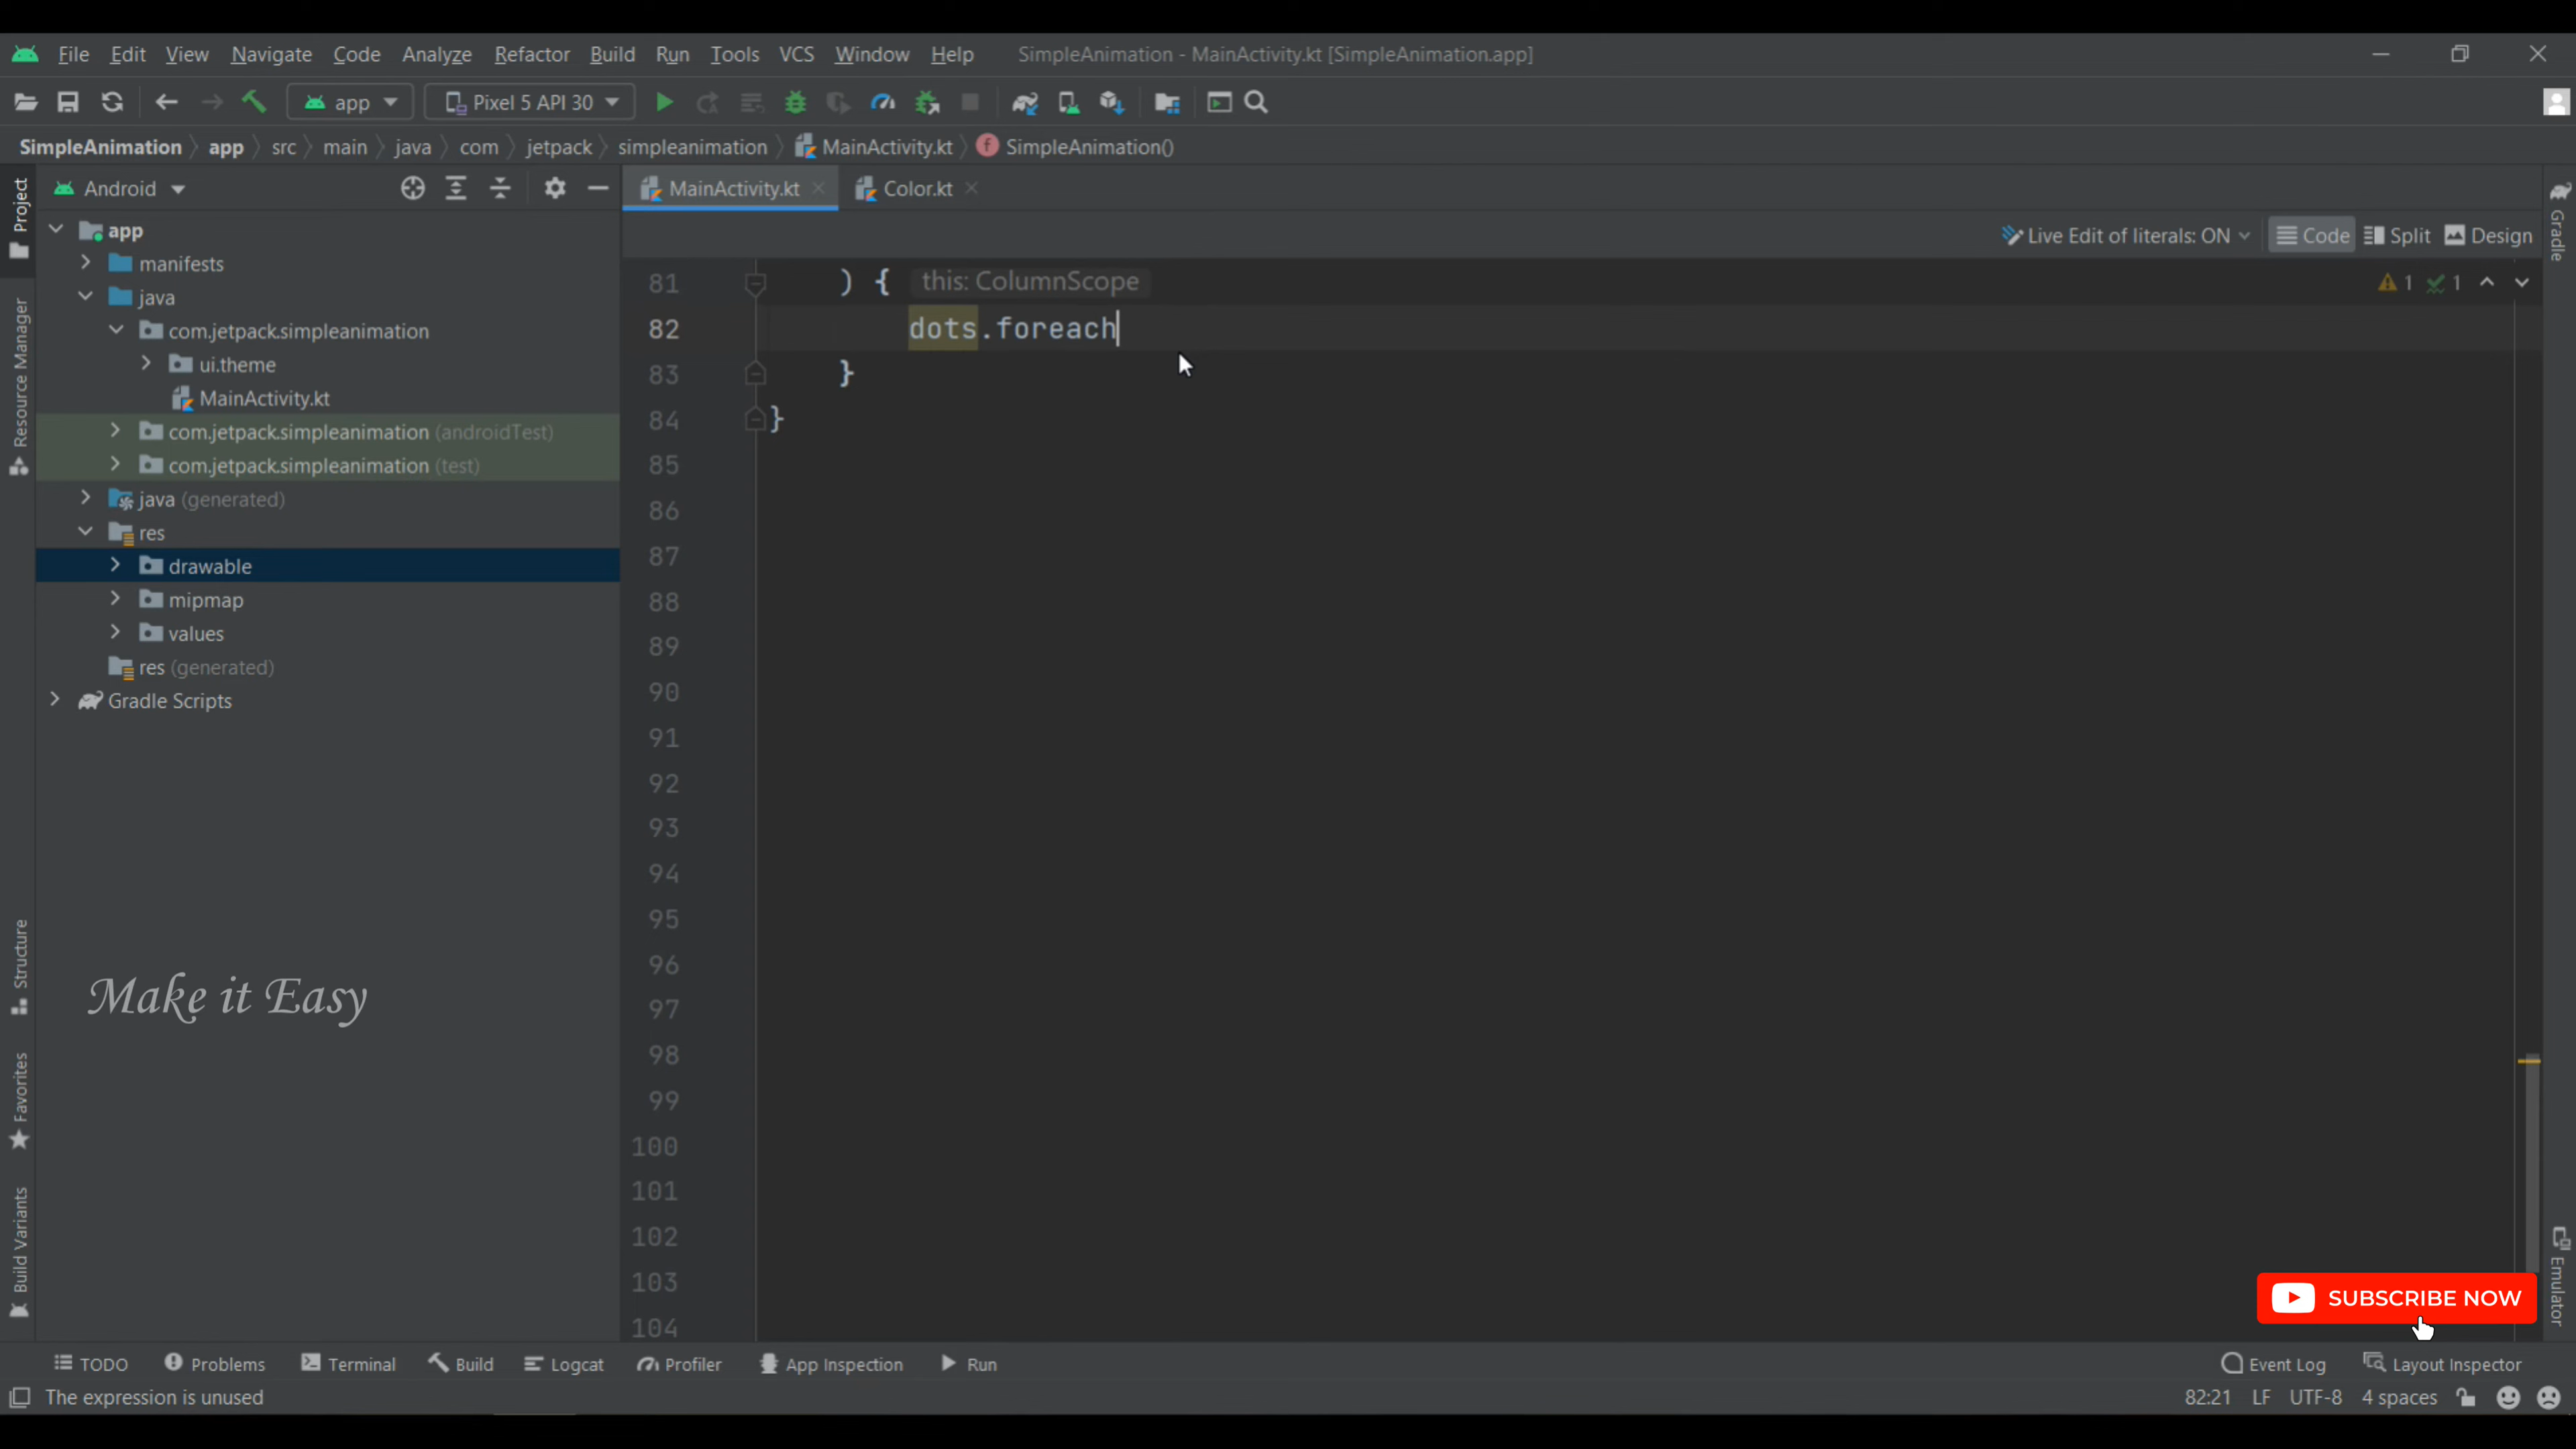 File Edit View Navigate Code Analyze Refactor Build Run Tools VCS Window Help SimpleAnimation - MainActivity.kt [SimpleAnimation.app]
app Pixel 5 API 30
SimpleAnimation app src main java com jetpack simpleanimation MainActivity.kt SimpleAnimation()
Project
Android
MainActivity.kt
Color.kt
Gradle
Live Edit of literals: ON
Code
Split
Design
app
manifests
java
com.jetpack.simpleanimation
ui.theme
MainActivity.kt
com.jetpack.simpleanimation (androidTest)
com.jetpack.simpleanimation (test)
java (generated)
res
drawable
mipmap
values
res (generated)
Gradle Scripts
Resource Manager
Structure
Favorites
Build Variants
Make it Easy
81 ) { this: ColumnScope
1 1
82 dots.foreach
83 }
84 }
85
86
87
88
89
90
91
92
93
94
95
96
97
98
99
100
101
102
103
104
SUBSCRIBE NOW
Emulator
TODO Problems Terminal Build Logcat Profiler App Inspection Run Event Log Layout Inspector
The expression is unused 82:21 LF UTF-8 4 spaces